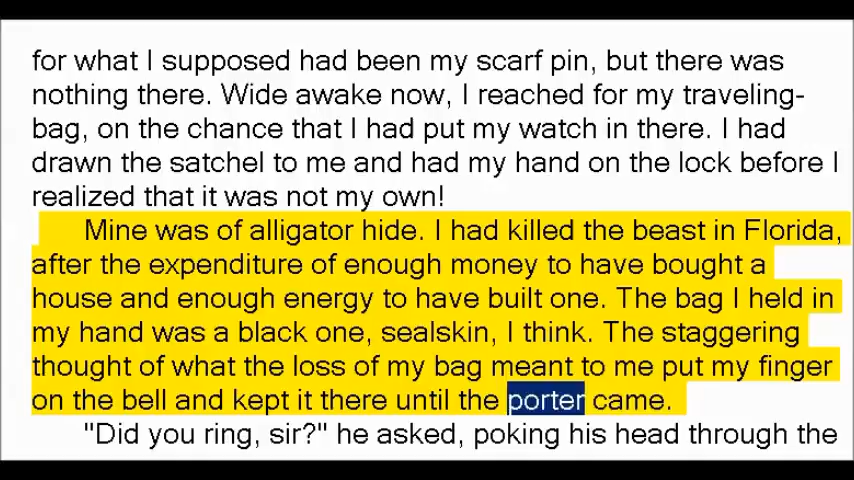 for what I supposed had been my scarf pin, but there was
nothing there. Wide awake now, I reached for my traveling-
bag, on the chance that I had put my watch in there. I had
drawn the satchel to me and had my hand on the lock before I
realized that it was not my own!
Mine was of alligator hide. I had killed the beast in Florida,
after the expenditure of enough money to have bought a
house and enough energy to have built one. The bag I held in
my hand was a black one, sealskin, I think. The staggering
thought of what the loss of my bag meant to me put my finger
on the bell and kept it there until the porter came.
"Did you ring, sir?" he asked, poking his head through the